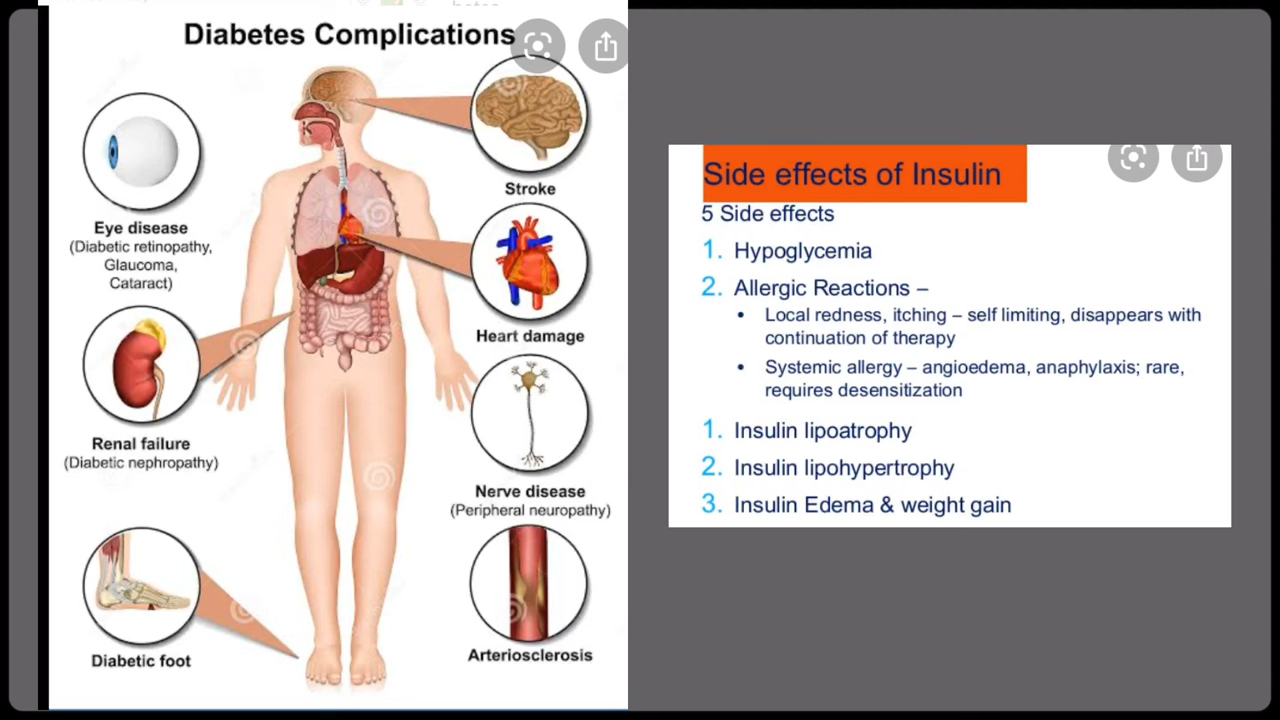 Diabetes Complications
Eye disease
(Diabetic retinopathy,
Glaucoma,
Cataract)
Renal failure
(Diabetic nephropathy)
Diabetic foot
Stroke
Heart damage
Nerve disease
(Peripheral neuropathy)
Arteriosclerosis
Side effects of Insulin
5 Side effects
1. Hypoglycemia
2. Allergic Reactions –
• Local redness, itching – self limiting, disappears with
continuation of therapy
• Systemic allergy – angioedema, anaphylaxis; rare,
requires desensitization
1. Insulin lipoatrophy
2. Insulin lipohypertrophy
3. Insulin Edema & weight gain